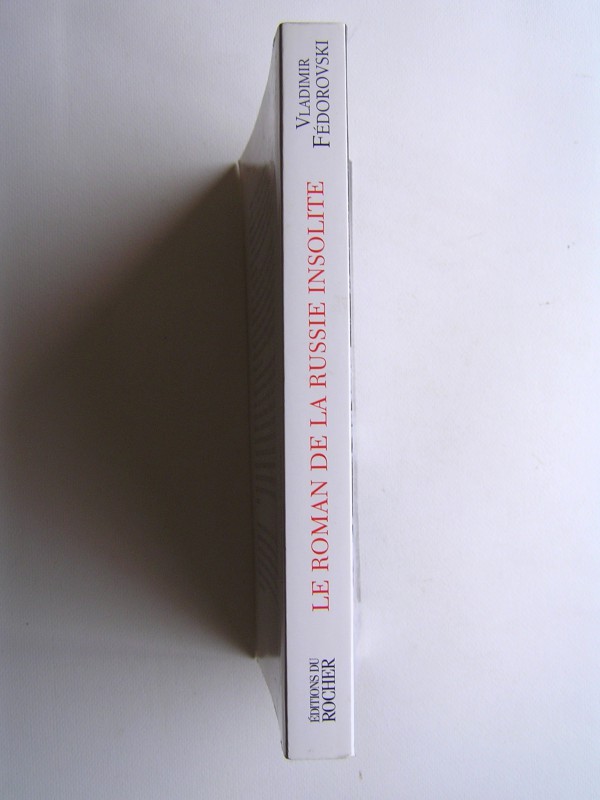 VLADIMIR
FÉDOROVSKI
LE ROMAN DE LA RUSSIE INSOLITE
ÉDITIONS DU
ROCHER